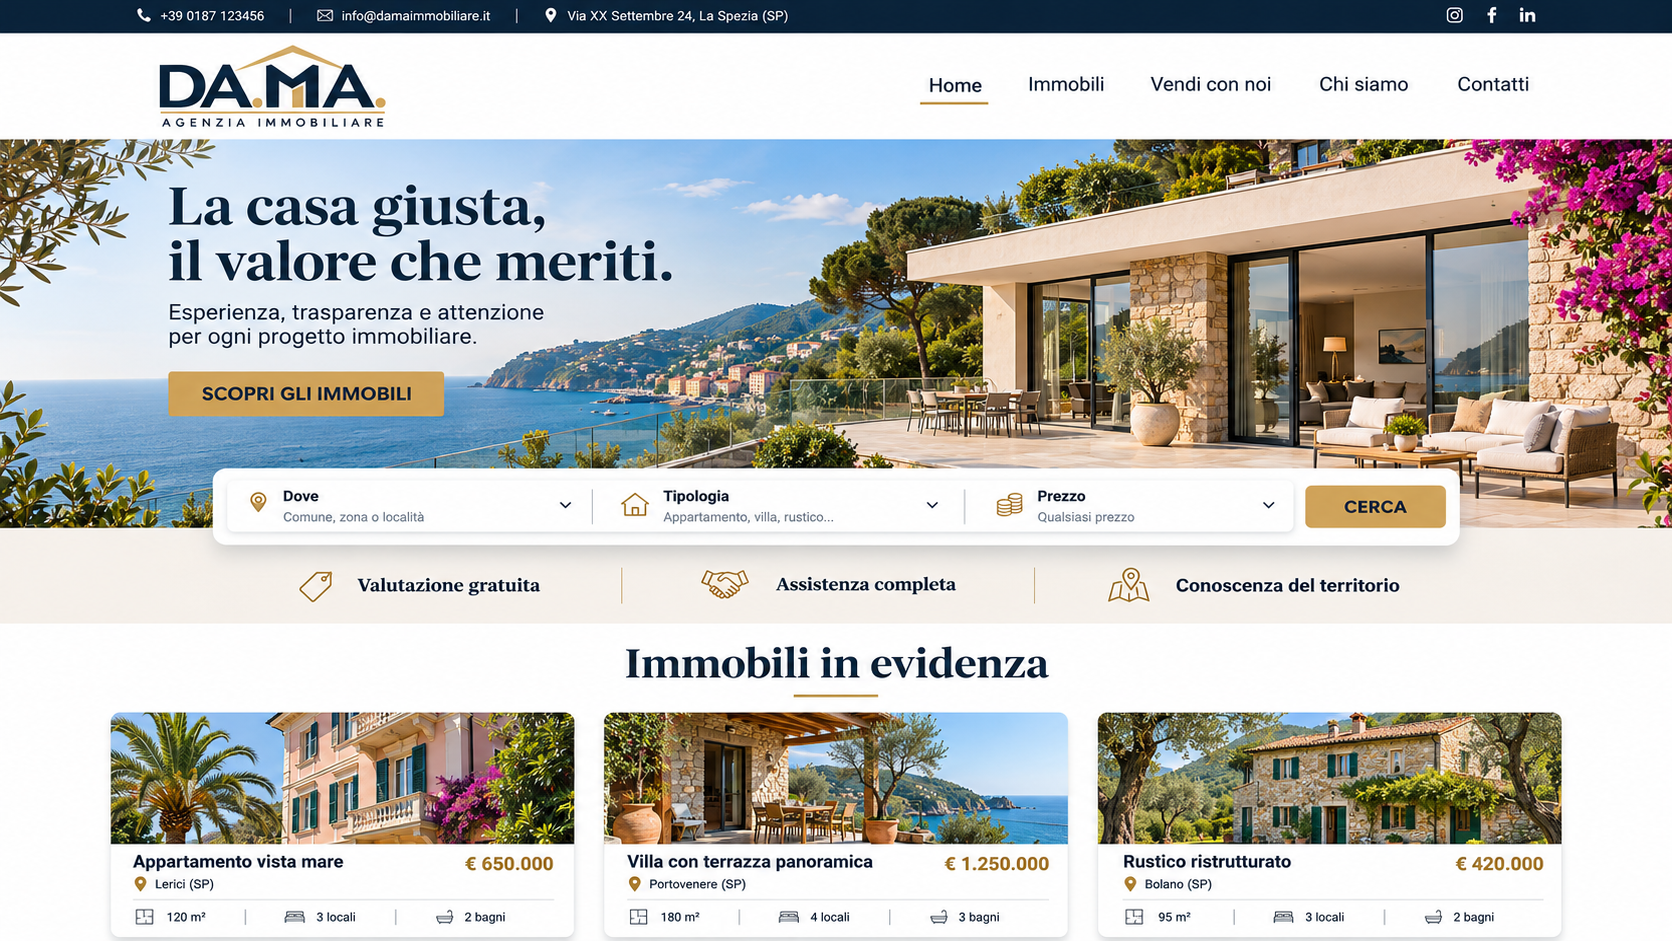 +39 0187 123456 | info@damaimmobiliare.it | Via XX Settembre 24, La Spezia (SP)
DA.MA.
AGENZIA IMMOBILIARE
Home Immobili Vendi con noi Chi siamo Contatti
La casa giusta,
il valore che meriti.
Esperienza, trasparenza e attenzione
per ogni progetto immobiliare.
SCOPRI GLI IMMOBILI
Dove
Comune, zona o località
Tipologia
Appartamento, villa, rustico...
Prezzo
Qualsiasi prezzo
CERCA
Valutazione gratuita
Assistenza completa
Conoscenza del territorio
Immobili in evidenza
Appartamento vista mare € 650.000
Lerici (SP)
120 m² | 3 locali | 2 bagni
Villa con terrazza panoramica € 1.250.000
Portovenere (SP)
180 m² | 4 locali | 3 bagni
Rustico ristrutturato € 420.000
Bolano (SP)
95 m² | 3 locali | 2 bagni